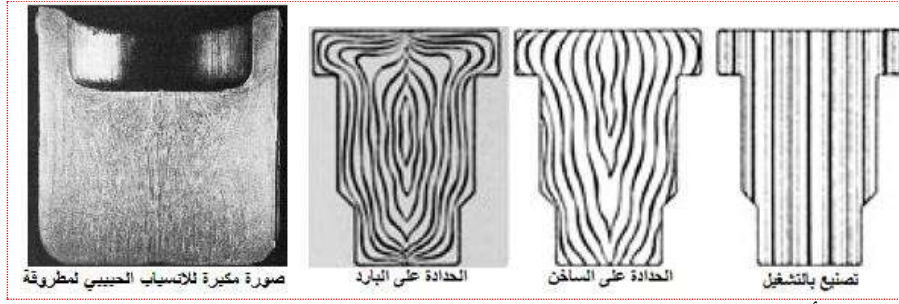 تصنيع بالتشغيل
الحدادة على الساخن
الحدادة على البارد
صورة مكبرة للانسياب الحبيبي لمطروقة